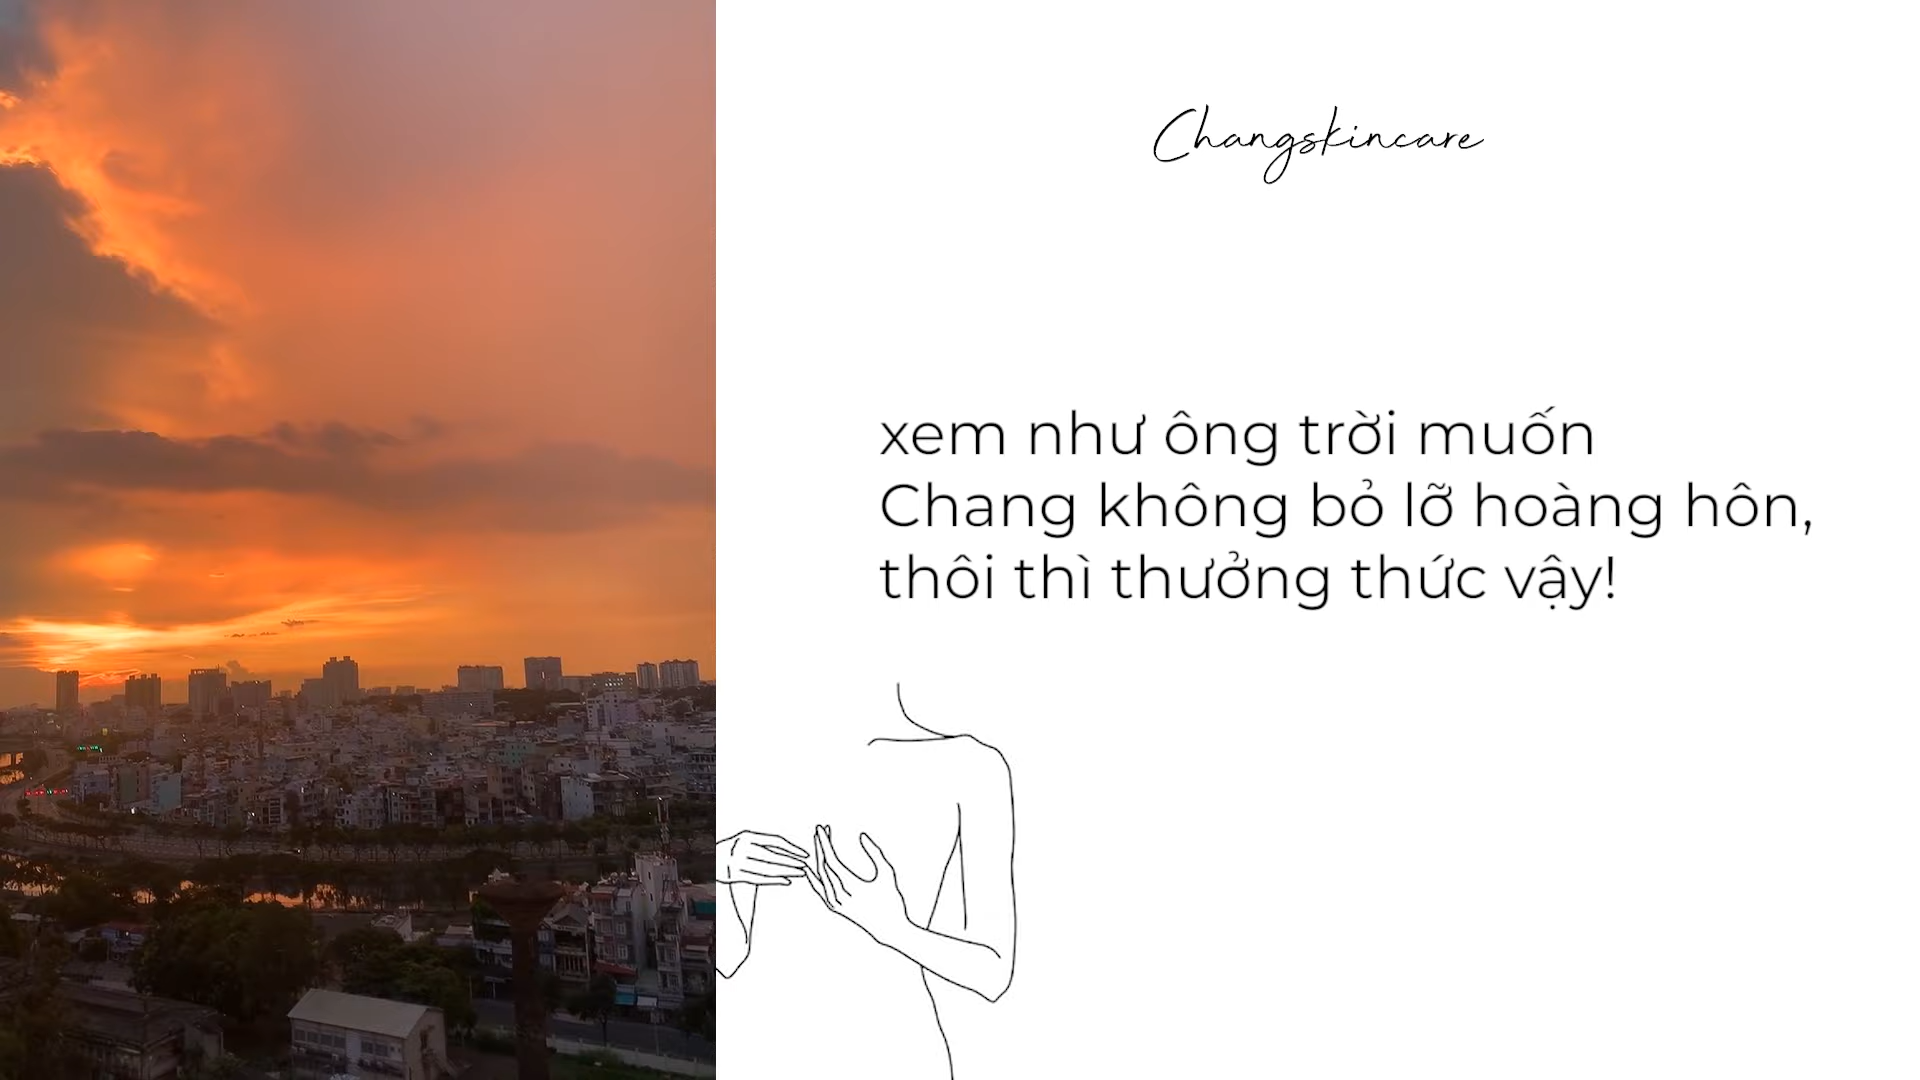 Changskincare
xem như ông trời muốn
Chang không bỏ lỡ hoàng hôn,
thôi thì thưởng thức vậy!